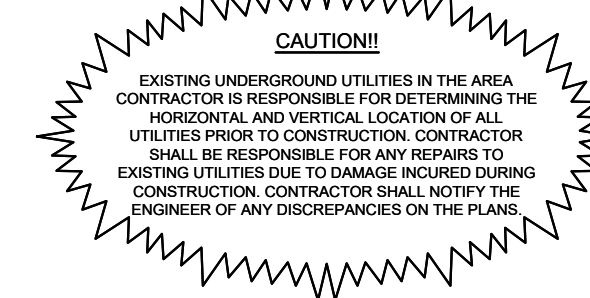 CAUTION!!
EXISTING UNDERGROUND UTILITIES IN THE AREA
CONTRACTOR IS RESPONSIBLE FOR DETERMINING THE
HORIZONTAL AND VERTICAL LOCATION OF ALL
UTILITIES PRIOR TO CONSTRUCTION. CONTRACTOR
SHALL BE RESPONSIBLE FOR ANY REPAIRS TO
EXISTING UTILITIES DUE TO DAMAGE INCURED DURING
CONSTRUCTION. CONTRACTOR SHALL NOTIFY THE
ENGINEER OF ANY DISCREPANCIES ON THE PLANS.